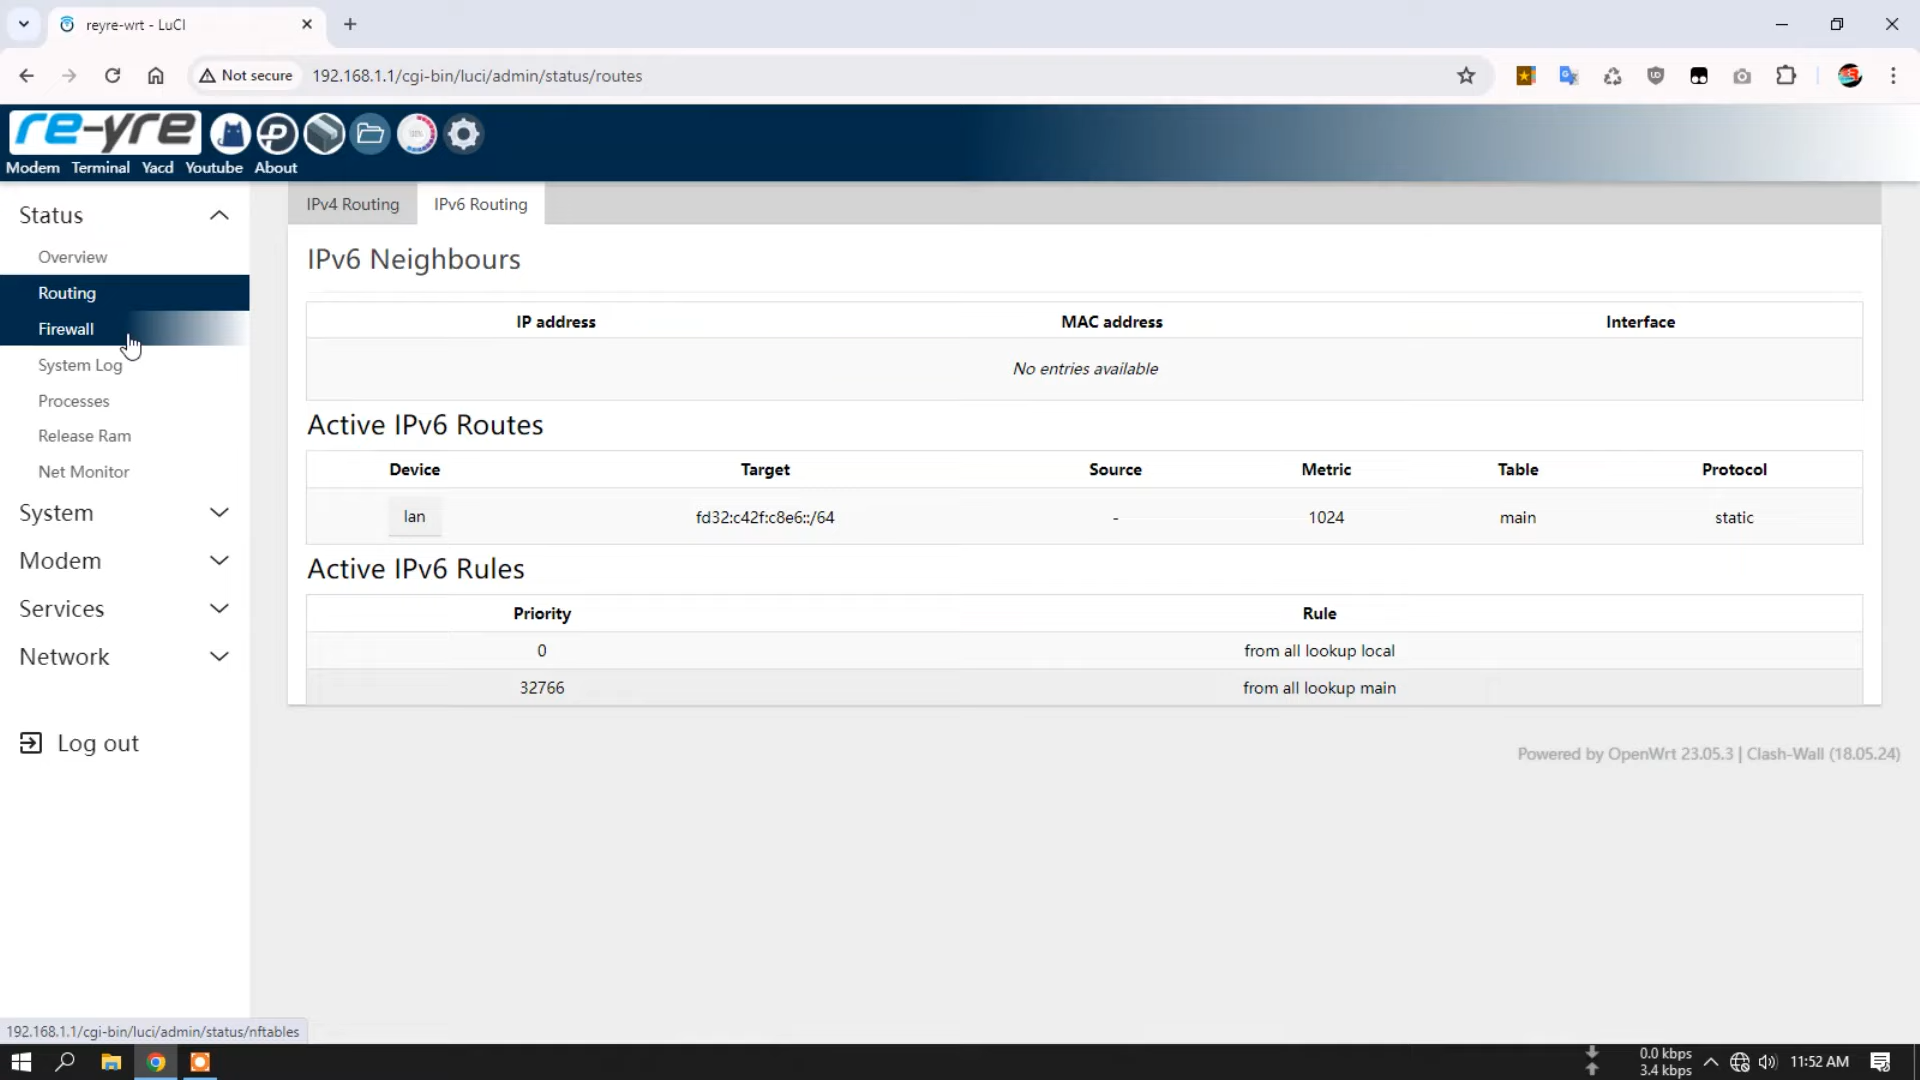 reyre-wrt - LuCI
Not secure
192.168.1.1/cgi-bin/luci/admin/status/routes
re-yre
Modem Terminal Yacd Youtube About
Status
Overview
Routing
Firewall
System Log
Processes
Release Ram
Net Monitor
System
Modem
Services
Network
Log out
IPv4 Routing IPv6 Routing
IPv6 Neighbours
IP address MAC address Interface
No entries available
Active IPv6 Routes
Device Target Source Metric Table Protocol
lan fd32:c42f:c8e6::/64 - 1024 main static
Active IPv6 Rules
Priority Rule
0 from all lookup local
32766 from all lookup main
Powered by OpenWrt 23.05.3 | Clash-Wall (18.05.24)
192.168.1.1/cgi-bin/luci/admin/status/nftables
0.0 kbps
3.4 kbps
11:52 AM